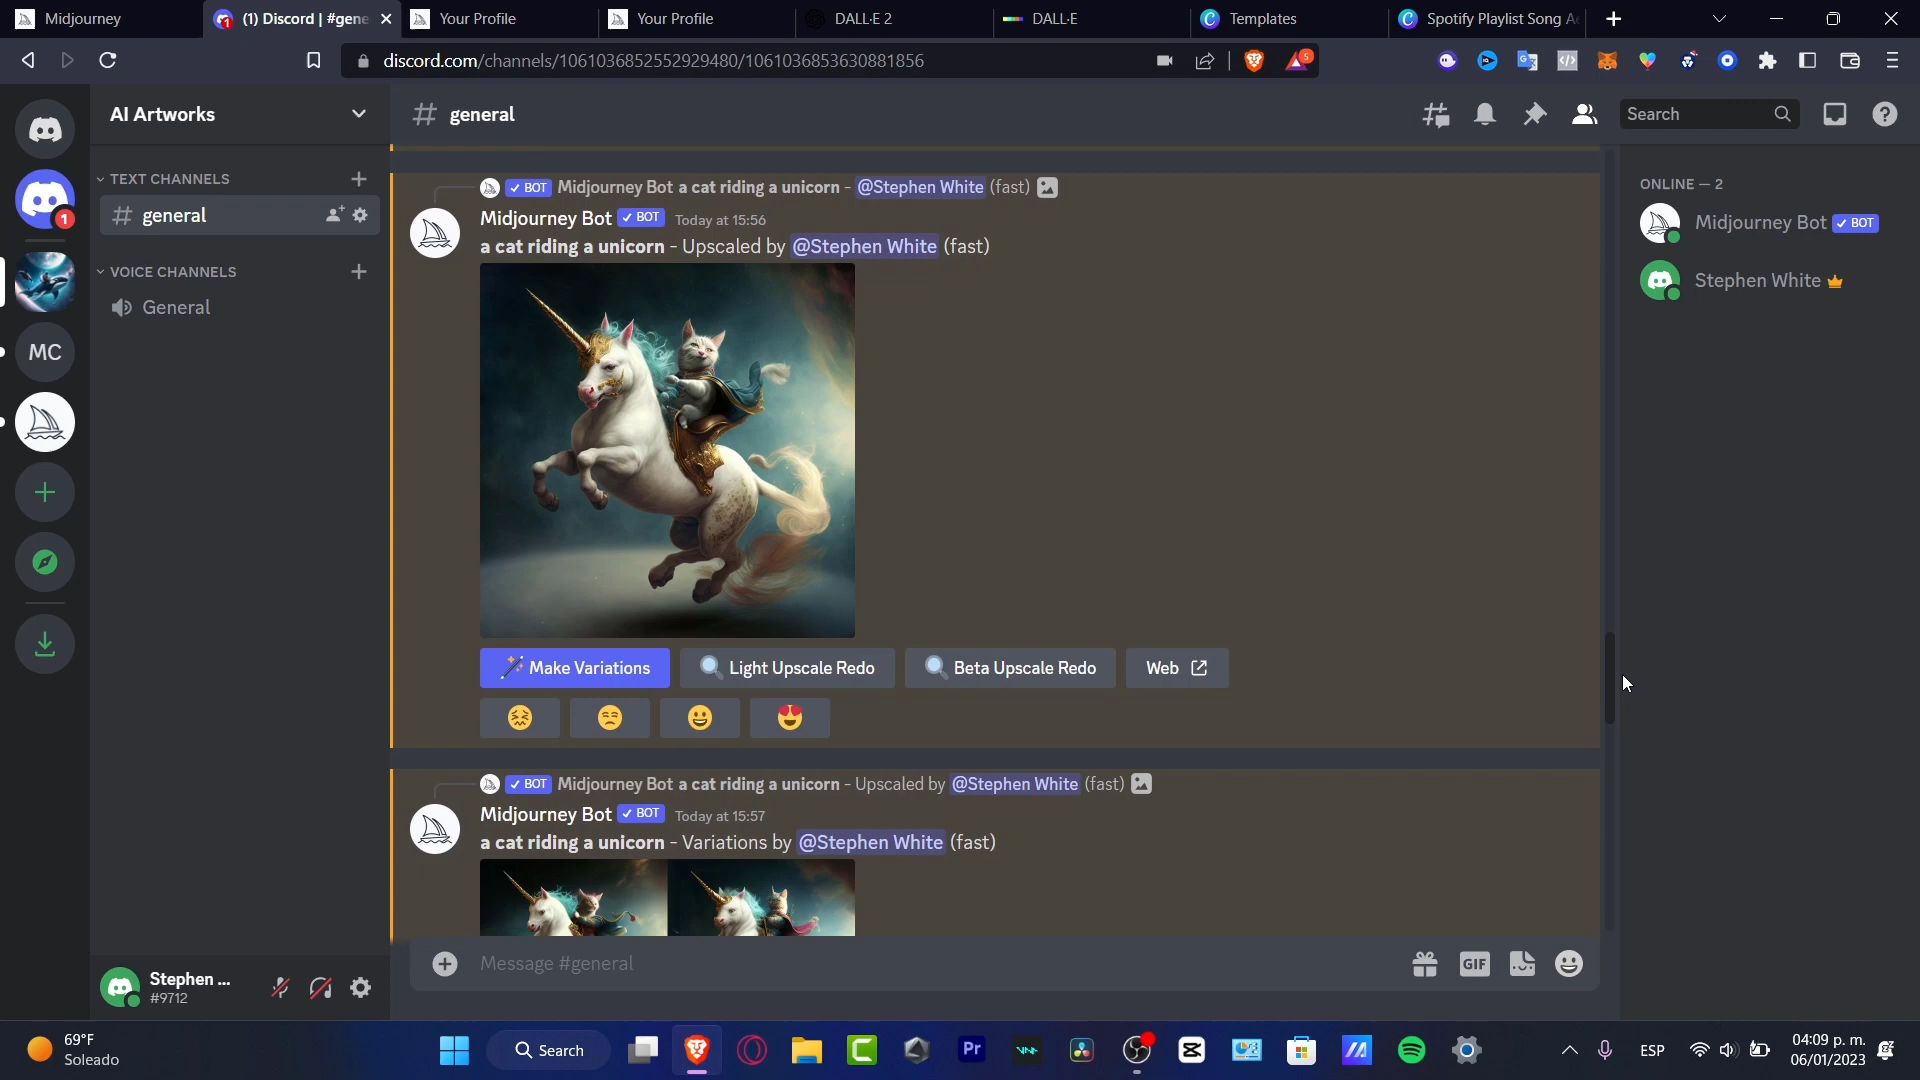 Midjourney
(1) Discord | #gene
Your Profile
Your Profile
DALL·E 2
DALL·E
Templates
Spotify Playlist Song A
discord.com/channels/1061036852552929480/1061036853630881856
5
AI Artworks
general
Search
TEXT CHANNELS
general
VOICE CHANNELS
General
1
MC
BOT Midjourney Bot a cat riding a unicorn - @Stephen White (fast)
Midjourney Bot BOT Today at 15:56
a cat riding a unicorn - Upscaled by @Stephen White (fast)
Make Variations
Light Upscale Redo
Beta Upscale Redo
Web
BOT Midjourney Bot a cat riding a unicorn - Upscaled by @Stephen White (fast)
Midjourney Bot BOT Today at 15:57
a cat riding a unicorn - Variations by @Stephen White (fast)
Message #general
GIF
ONLINE — 2
Midjourney Bot BOT
Stephen White
Stephen ...
#9712
69°F
Soleado
Search
Pr
ESP
04:09 p. m.
06/01/2023